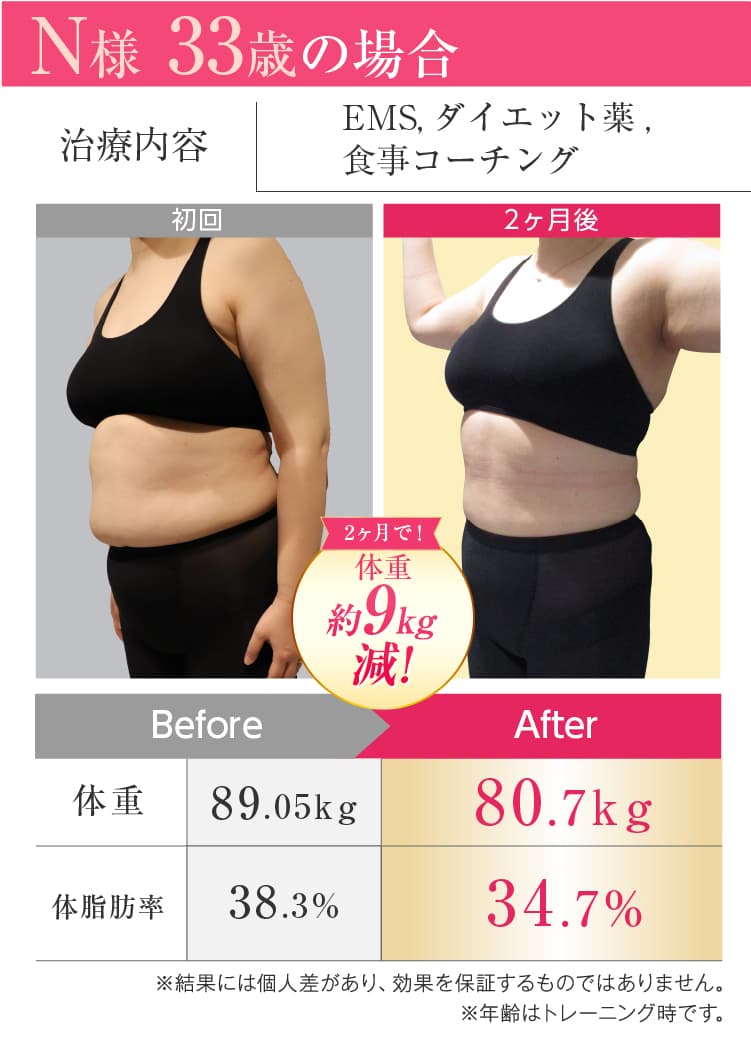 N様 33歳の場合
治療内容
EMS, ダイエット薬 ,
食事コーチング
初回
2ヶ月後
2ヶ月で!
体重
約9kg
減!
Before
After
体重
89.05kg
80.7kg
体脂肪率
38.3%
34.7%
※結果には個人差があり、効果を保証するものではありません。
※年齢はトレーニング時です。